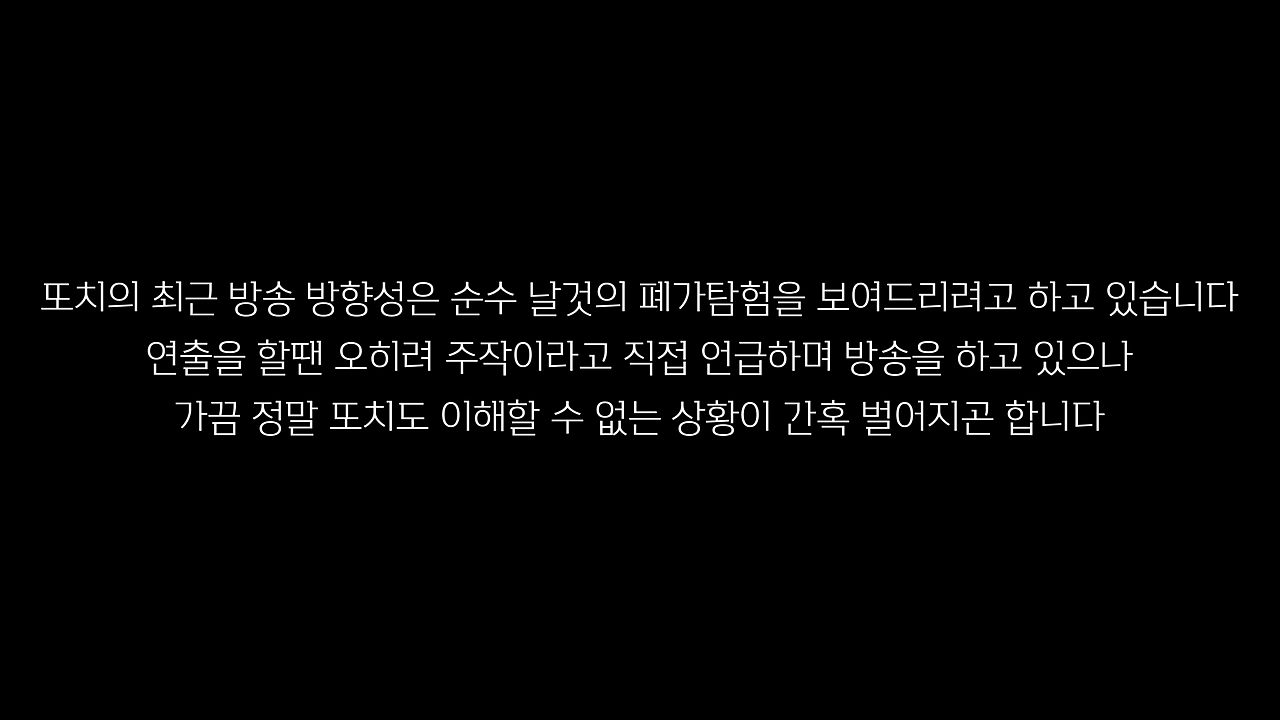 또치의 최근 방송 방향성은 순수 날것의 폐가탐험을 보여드리려고 하고 있습니다
연출을 할땐 오히려 주작이라고 직접 언급하며 방송을 하고 있으나
가끔 정말 또치도 이해할 수 없는 상황이 간혹 벌어지곤 합니다